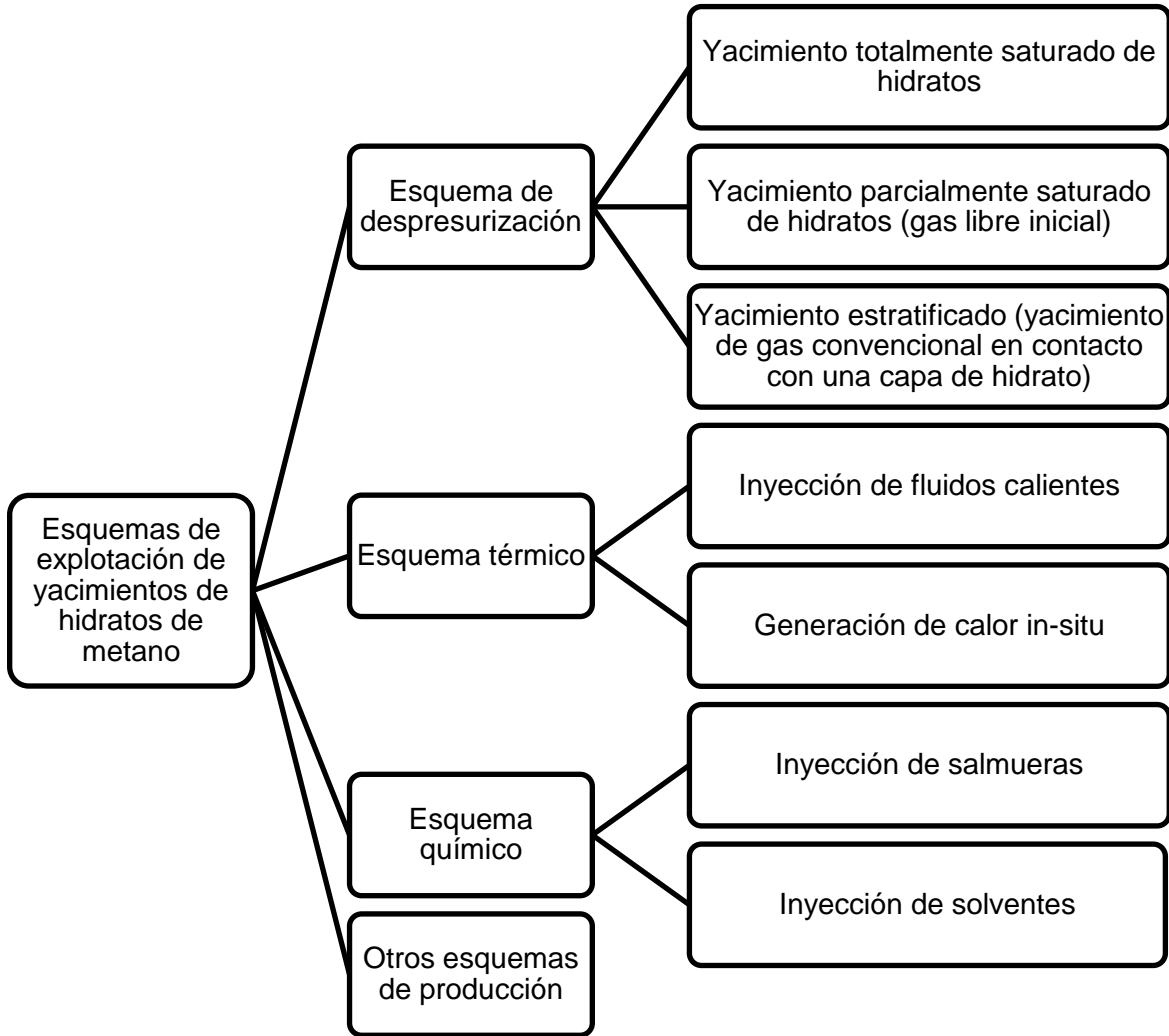 Esquemas de
explotación de
yacimientos de
hidratos de
metano
Esquema de
despresurización
Yacimiento totalmente saturado de
hidratos
Yacimiento parcialmente saturado
de hidratos (gas libre inicial)
Yacimiento estratificado (yacimiento
de gas convencional en contacto
con una capa de hidrato)
Esquema térmico
Inyección de fluidos calientes
Generación de calor in-situ
Esquema
químico
Inyección de salmueras
Inyección de solventes
Otros esquemas
de producción